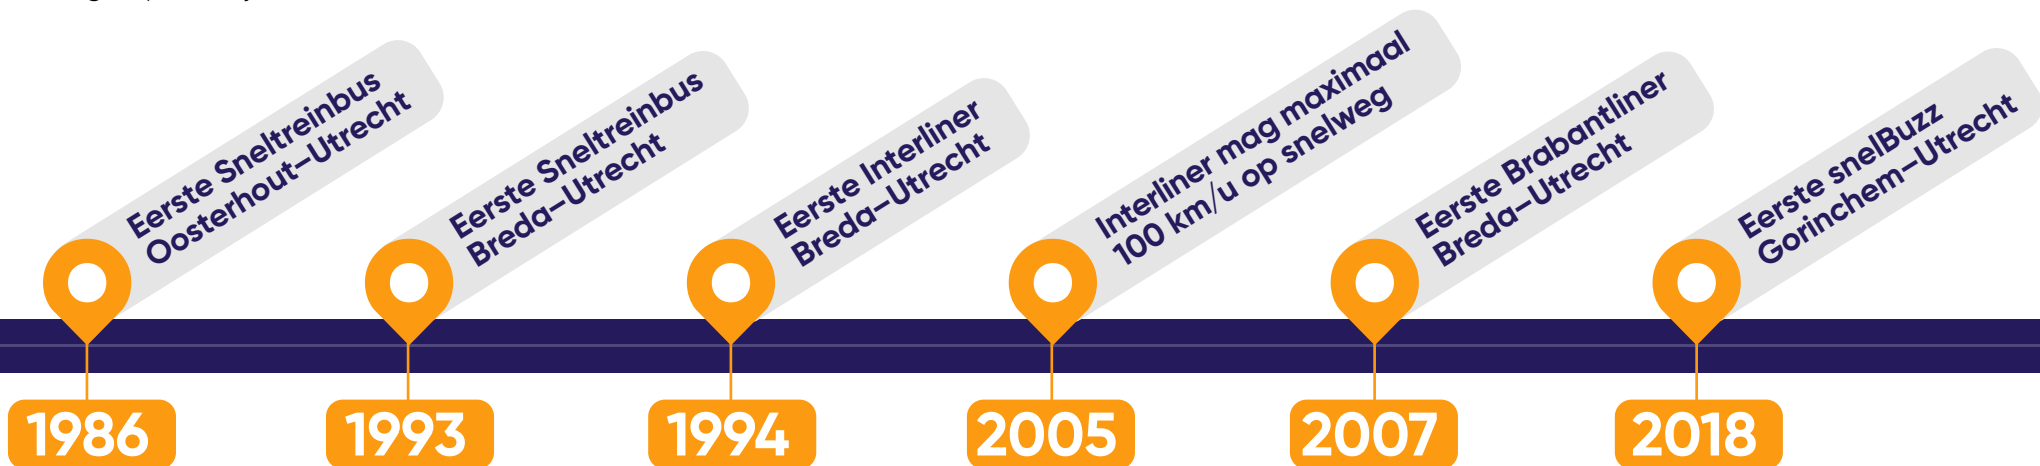 Eerste Sneltreinbus
Oosterhout–Utrecht
Eerste Sneltreinbus
Breda–Utrecht
Eerste Interliner
Breda–Utrecht
Interliner mag maximaal
100 km/u op snelweg
Eerste Brabantliner
Breda–Utrecht
Eerste snelBuzz
Gorinchem–Utrecht
1986
1993
1994
2005
2007
2018